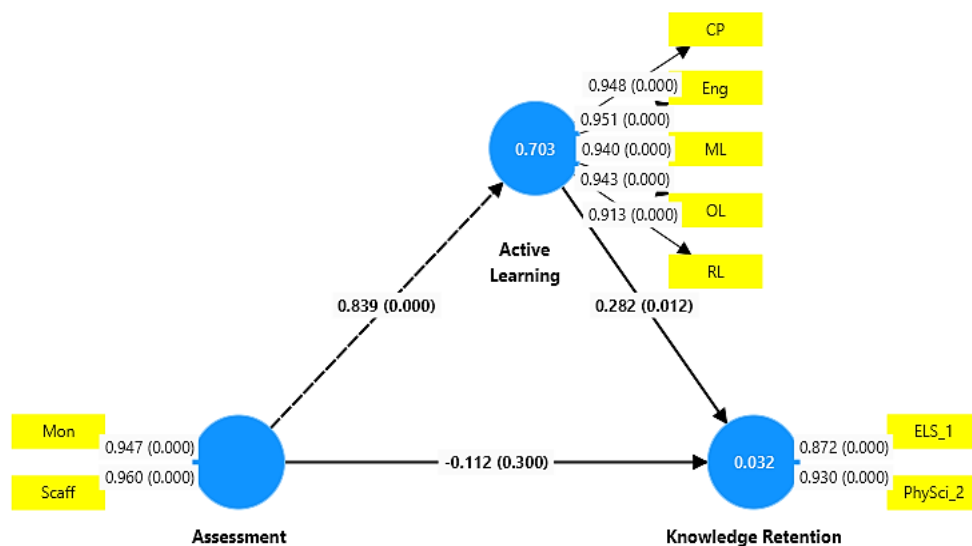 CP
0.948 (0.000)
Eng
0.951 (0.000)
0.703
0.940 (0.000)
ML
0.943 (0.000)
OL
0.913 (0.000)
Active
Learning
RL
0.839 (0.000)
0.282 (0.012)
Mon
0.947 (0.000)
0.960 (0.000)
Scaff
-0.112 (0.300)
0.032
0.872 (0.000)
ELS_1
0.930 (0.000)
PhySci_2
Assessment
Knowledge Retention